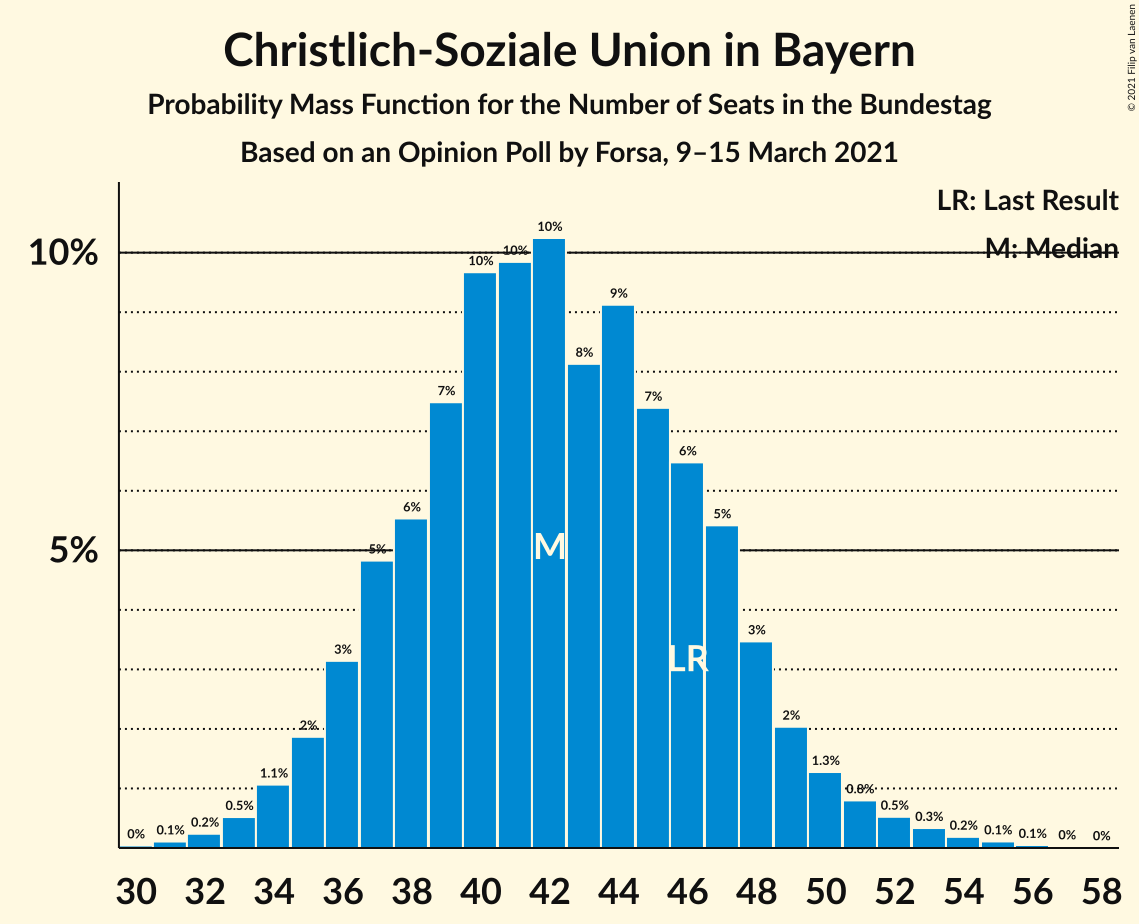 Christlich-Soziale Union in Bayern
Probability Mass Function for the Number of Seats in the Bundestag
Based on an Opinion Poll by Forsa, 9–15 March 2021
© 2021 Filip van Laenen
LR: Last Result
M: Median
10%
5%
0% 0.1% 0.2% 0.5% 1.1% 2% 3% 5% 6% 7% 10% 10% 10% 8% 9% 7% 6% 5% 3% 2% 1.3% 0.8% 0.5% 0.3% 0.2% 0.1% 0.1% 0% 0%
M
LR
30 32 34 36 38 40 42 44 46 48 50 52 54 56 58